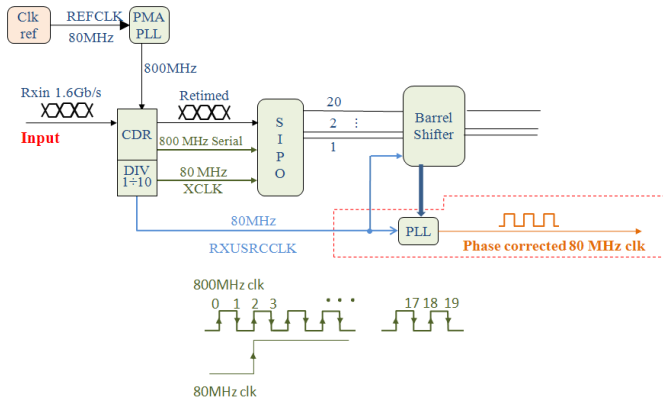 Clk
ref
REFCLK
80MHz
PMA
PLL
800MHz
Rxin 1.6Gb/s
Input
CDR
DIV
1÷10
Retimed
800 MHz Serial
80 MHz
XCLK
S
I
P
O
20
2 ⋮
1
Barrel
Shifter
80MHz
RXUSRCCLK
PLL
Phase corrected 80 MHz clk
800MHz clk
0 1 2 3 • • • 17 18 19
80MHz clk